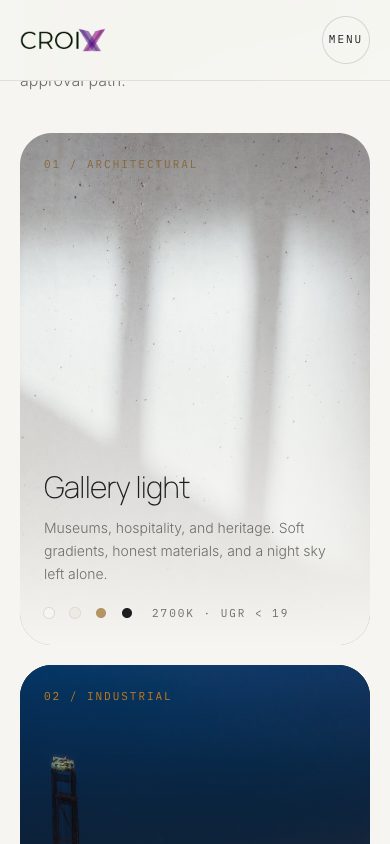 CROIX
MENU
approval path.
01 / ARCHITECTURAL
Gallery light
Museums, hospitality, and heritage. Soft
gradients, honest materials, and a night sky
left alone.
2700K · UGR < 19
02 / INDUSTRIAL